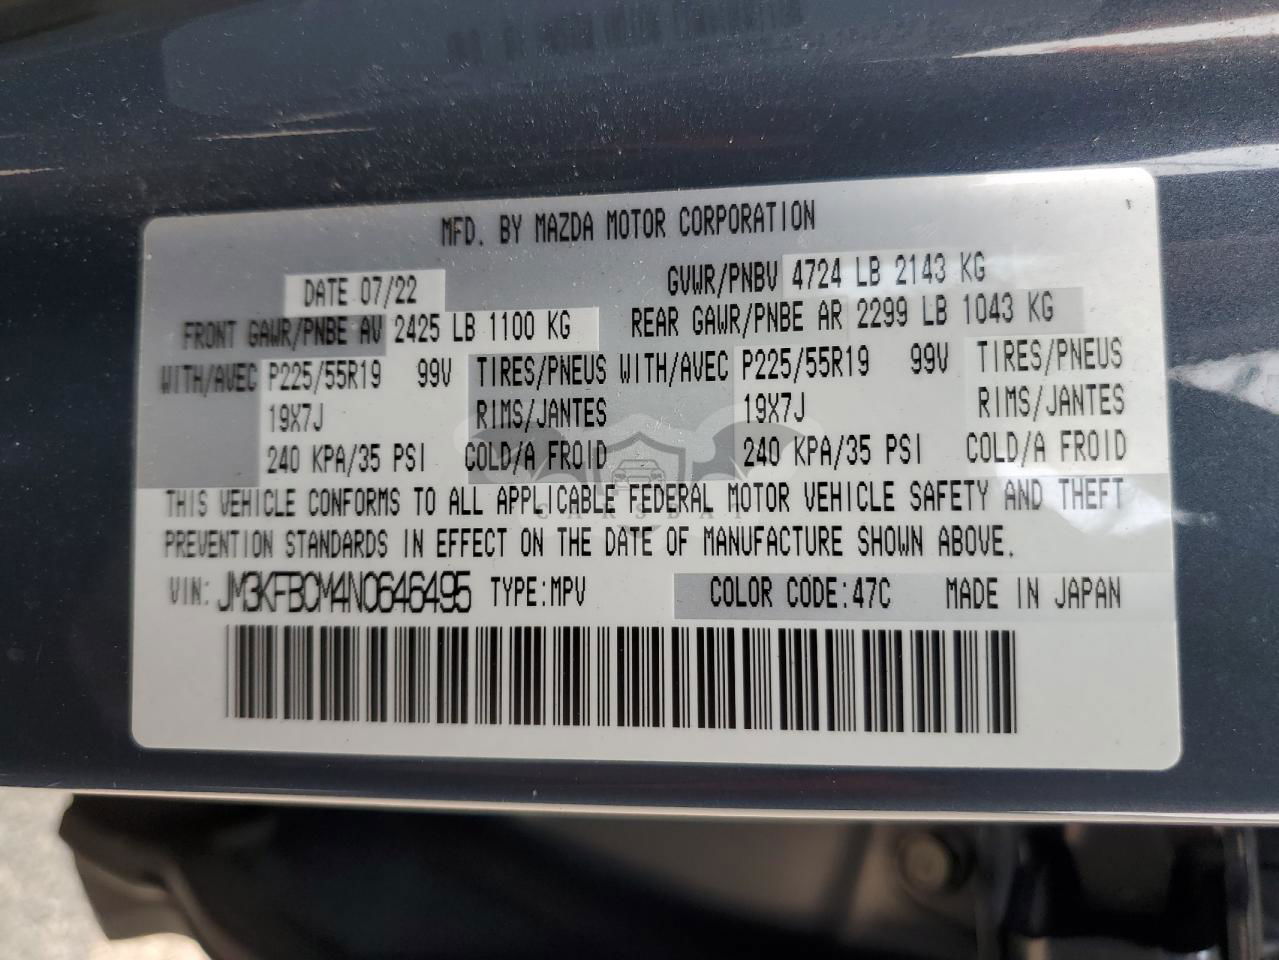 MFD. BY MAZDA MOTOR CORPORATION
DATE 07/22 GVWR/PNBV 4724 LB 2143 KG
FRONT GAWR/PNBE AV 2425 LB 1100 KG REAR GAWR/PNBE AR 2299 LB 1043 KG
WITH/AVEC P225/55R19 99V TIRES/PNEUS WITH/AVEC P225/55R19 99V TIRES/PNEUS
19X7J RIMS/JANTES 19X7J RIMS/JANTES
240 KPA/35 PSI COLD/A FROID 240 KPA/35 PSI COLD/A FROID
THIS VEHICLE CONFORMS TO ALL APPLICABLE FEDERAL MOTOR VEHICLE SAFETY AND THEFT
CARSBAT
PREVENTION STANDARDS IN EFFECT ON THE DATE OF MANUFACTURE SHOWN ABOVE.
VIN: JM3KFBCM4N0646495 TYPE:MPV COLOR CODE:47C MADE IN JAPAN